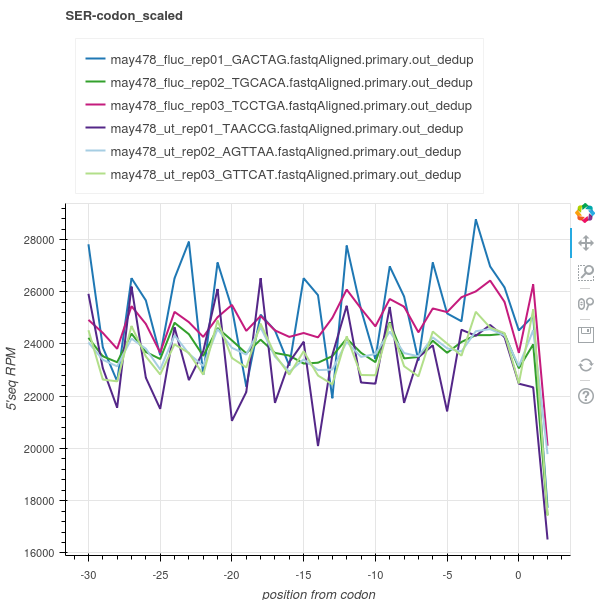 SER-codon_scaled
may478_fluc_rep01_GACTAG.fastqAligned.primary.out_dedup
may478_fluc_rep02_TGCACA.fastqAligned.primary.out_dedup
may478_fluc_rep03_TCCTGA.fastqAligned.primary.out_dedup
may478_ut_rep01_TAACCG.fastqAligned.primary.out_dedup
may478_ut_rep02_AGTTAA.fastqAligned.primary.out_dedup
may478_ut_rep03_GTTCAT.fastqAligned.primary.out_dedup
28000
26000
24000
22000
20000
18000
16000
5'seq RPM
-30 -25 -20 -15 -10 -5 0
position from codon